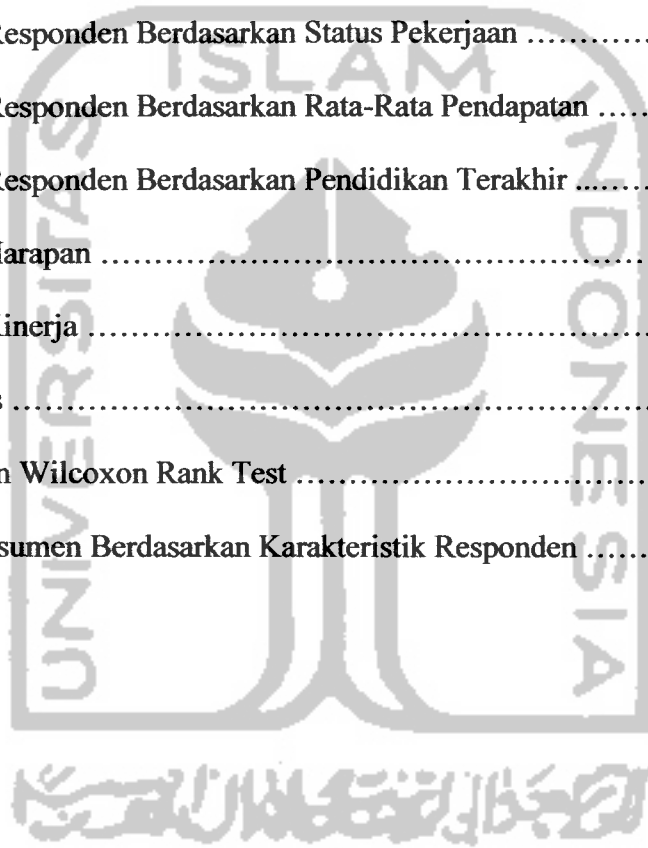 Responden Berdasarkan Status Pekerjaan ..............
Responden Berdasarkan Rata-Rata Pendapatan ......
Responden Berdasarkan Pendidikan Terakhir ..........
Harapan ........................................................
Kinerja ........................................................
s ................................................................
n Wilcoxon Rank Test ....................................
sumen Berdasarkan Karakteristik Responden .......
UNIVERSITAS
ISLAM
INDONESIA